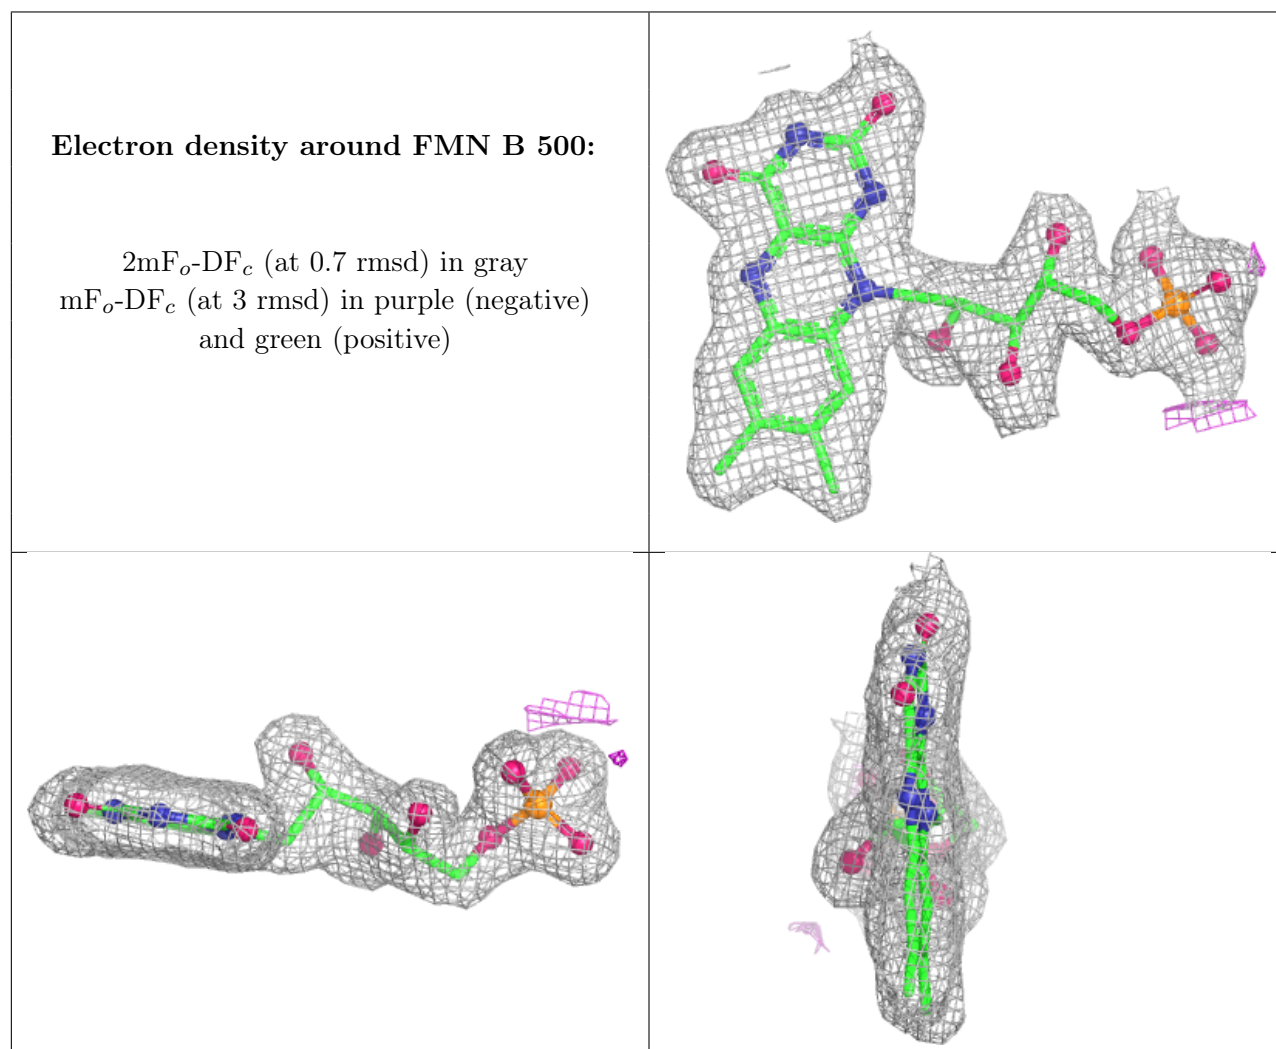 Electron density around FMN B 500:
2mFₒ-DF𝒸 (at 0.7 rmsd) in gray
mFₒ-DF𝒸 (at 3 rmsd) in purple (negative)
and green (positive)